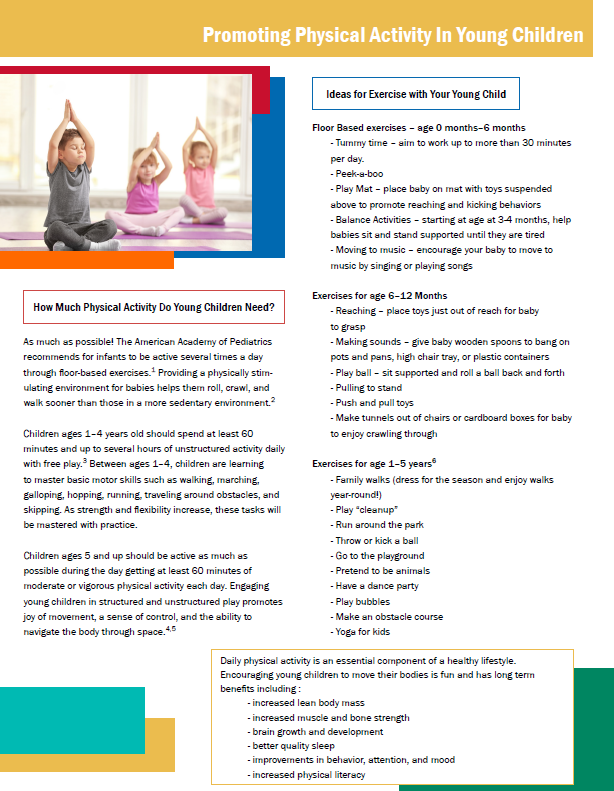 Promoting Physical Activity In Young Children
How Much Physical Activity Do Young Children Need?
As much as possible! The American Academy of Pediatrics
recommends for infants to be active several times a day
through floor-based exercises.1 Providing a physically stim-
ulating environment for babies helps them roll, crawl, and
walk sooner than those in a more sedentary environment.2
Children ages 1–4 years old should spend at least 60
minutes and up to several hours of unstructured activity daily
with free play.3 Between ages 1–4, children are learning
to master basic motor skills such as walking, marching,
galloping, hopping, running, traveling around obstacles, and
skipping. As strength and flexibility increase, these tasks will
be mastered with practice.
Children ages 5 and up should be active as much as
possible during the day getting at least 60 minutes of
moderate or vigorous physical activity each day. Engaging
young children in structured and unstructured play promotes
joy of movement, a sense of control, and the ability to
navigate the body through space.4,5
Ideas for Exercise with Your Young Child
Floor Based exercises – age 0 months–6 months
- Tummy time – aim to work up to more than 30 minutes
per day.
- Peek-a-boo
- Play Mat – place baby on mat with toys suspended
above to promote reaching and kicking behaviors
- Balance Activities – starting at age at 3-4 months, help
babies sit and stand supported until they are tired
- Moving to music – encourage your baby to move to
music by singing or playing songs
Exercises for age 6–12 Months
- Reaching – place toys just out of reach for baby
to grasp
- Making sounds – give baby wooden spoons to bang on
pots and pans, high chair tray, or plastic containers
- Play ball – sit supported and roll a ball back and forth
- Pulling to stand
- Push and pull toys
- Make tunnels out of chairs or cardboard boxes for baby
to enjoy crawling through
Exercises for age 1–5 years6
- Family walks (dress for the season and enjoy walks
year-round!)
- Play “cleanup”
- Run around the park
- Throw or kick a ball
- Go to the playground
- Pretend to be animals
- Have a dance party
- Play bubbles
- Make an obstacle course
- Yoga for kids
Daily physical activity is an essential component of a healthy lifestyle.
Encouraging young children to move their bodies is fun and has long term
benefits including :
- increased lean body mass
- increased muscle and bone strength
- brain growth and development
- better quality sleep
- improvements in behavior, attention, and mood
- increased physical literacy